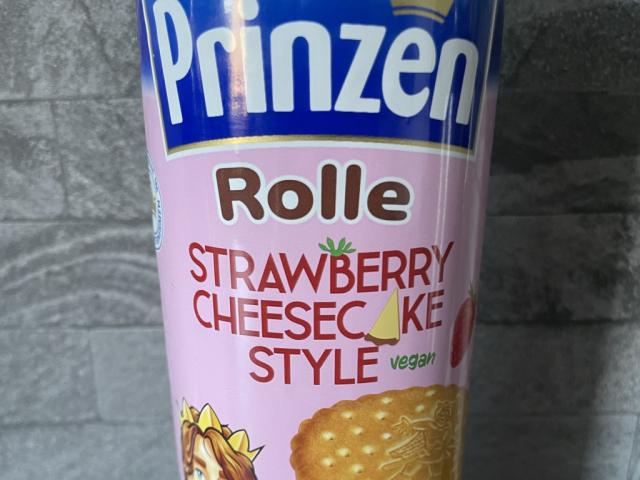 Prinzen
Rolle
STRAWBERRY
CHEESECAKE
STYLE vegan